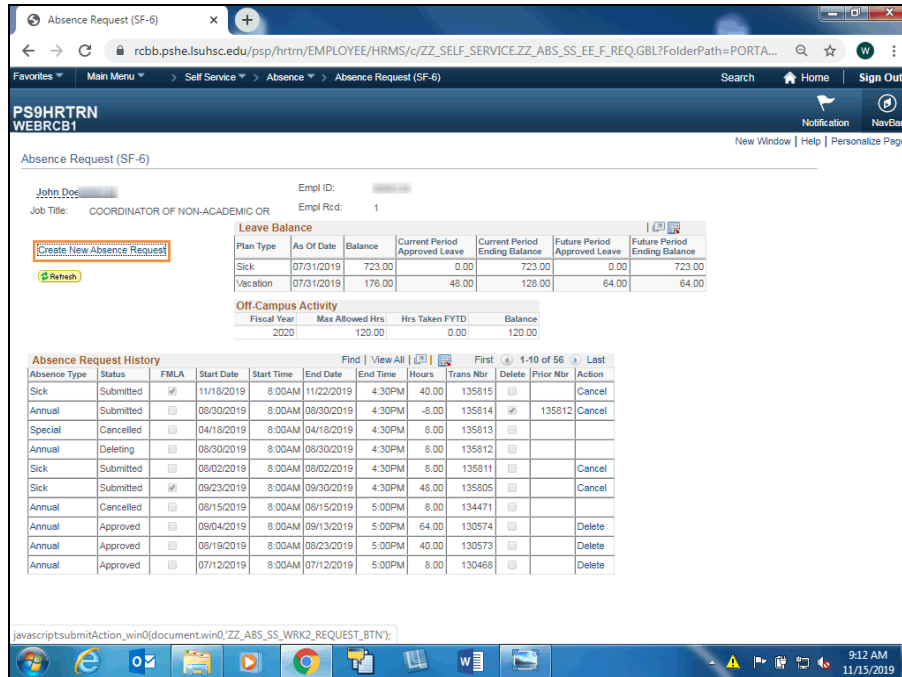 Absence Request (SF-6)
rcbb.pshe.lsuhsc.edu/psp/hrtrn/EMPLOYEE/HRMS/c/ZZ_SELF_SERVICE.ZZ_ABS_SS_EE_F_REQ.GBL?FolderPath=PORTA... W
Favorites Main Menu > Self Service > Absence > Absence Request (SF-6) Search Home Sign Out
PS9HRTRN
WEBRCB1 Notification NavBar
New Window | Help | Personalize Page
Absence Request (SF-6)
John Doe Empl ID:
Job Title: COORDINATOR OF NON-ACADEMIC OR Empl Rcd: 1
Create New Absence Request
Refresh
Leave Balance
Plan Type As Of Date Balance Current Period Approved Leave Current Period Ending Balance Future Period Approved Leave Future Period Ending Balance
Sick 07/31/2019 723.00 0.00 723.00 0.00 723.00
Vacation 07/31/2019 176.00 48.00 128.00 64.00 64.00
Off-Campus Activity
Fiscal Year Max Allowed Hrs Hrs Taken FYTD Balance
2020 120.00 0.00 120.00
Absence Request History Find | View All | First 1-10 of 56 Last
Absence Type Status FMLA Start Date Start Time End Date End Time Hours Trans Nbr Delete Prior Nbr Action
Sick Submitted 11/18/2019 8:00AM 11/22/2019 4:30PM 40.00 135815 Cancel
Annual Submitted 08/30/2019 8:00AM 08/30/2019 4:30PM -8.00 135814 135812 Cancel
Special Cancelled 04/18/2019 8:00AM 04/18/2019 4:30PM 8.00 135813
Annual Deleting 08/30/2019 8:00AM 08/30/2019 4:30PM 8.00 135812
Sick Submitted 08/02/2019 8:00AM 08/02/2019 4:30PM 8.00 135811 Cancel
Sick Submitted 09/23/2019 8:00AM 09/30/2019 4:30PM 48.00 135805 Cancel
Annual Cancelled 08/15/2019 8:00AM 08/15/2019 5:00PM 8.00 134471
Annual Approved 09/04/2019 8:00AM 09/13/2019 5:00PM 64.00 130574 Delete
Annual Approved 08/19/2019 8:00AM 08/23/2019 5:00PM 40.00 130573 Delete
Annual Approved 07/12/2019 8:00AM 07/12/2019 5:00PM 8.00 130468 Delete
javascript:submitAction_win0(document.win0,'ZZ_ABS_SS_WRK2_REQUEST_BTN');
9:12 AM
11/15/2019